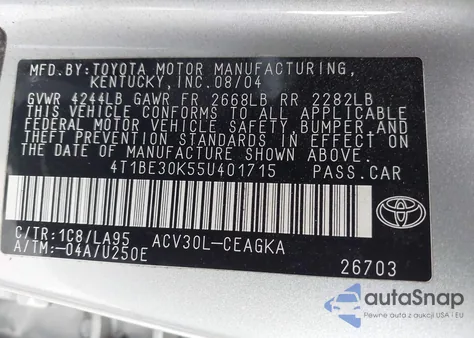 MFD.BY:TOYOTA MOTOR MANUFACTURING,
KENTUCKY,INC.08/04
GVWR 4244LB GAWR FR 2668LB RR 2282LB
THIS VEHICLE CONFORMS TO ALL APPLICABLE
FEDERAL MOTOR VEHICLE SAFETY, BUMPER,AND
THEFT PREVENTION STANDARDS IN EFFECT ON
THE DATE OF MANUFACTURE SHOWN ABOVE.
4T1BE30K55U401715 PASS.CAR
C/TR:1C8/LA95 ACV30L-CEAGKA
A/TM:-04A/U250E
26703
autoSnap
Pewne auta z aukcji USA i EU